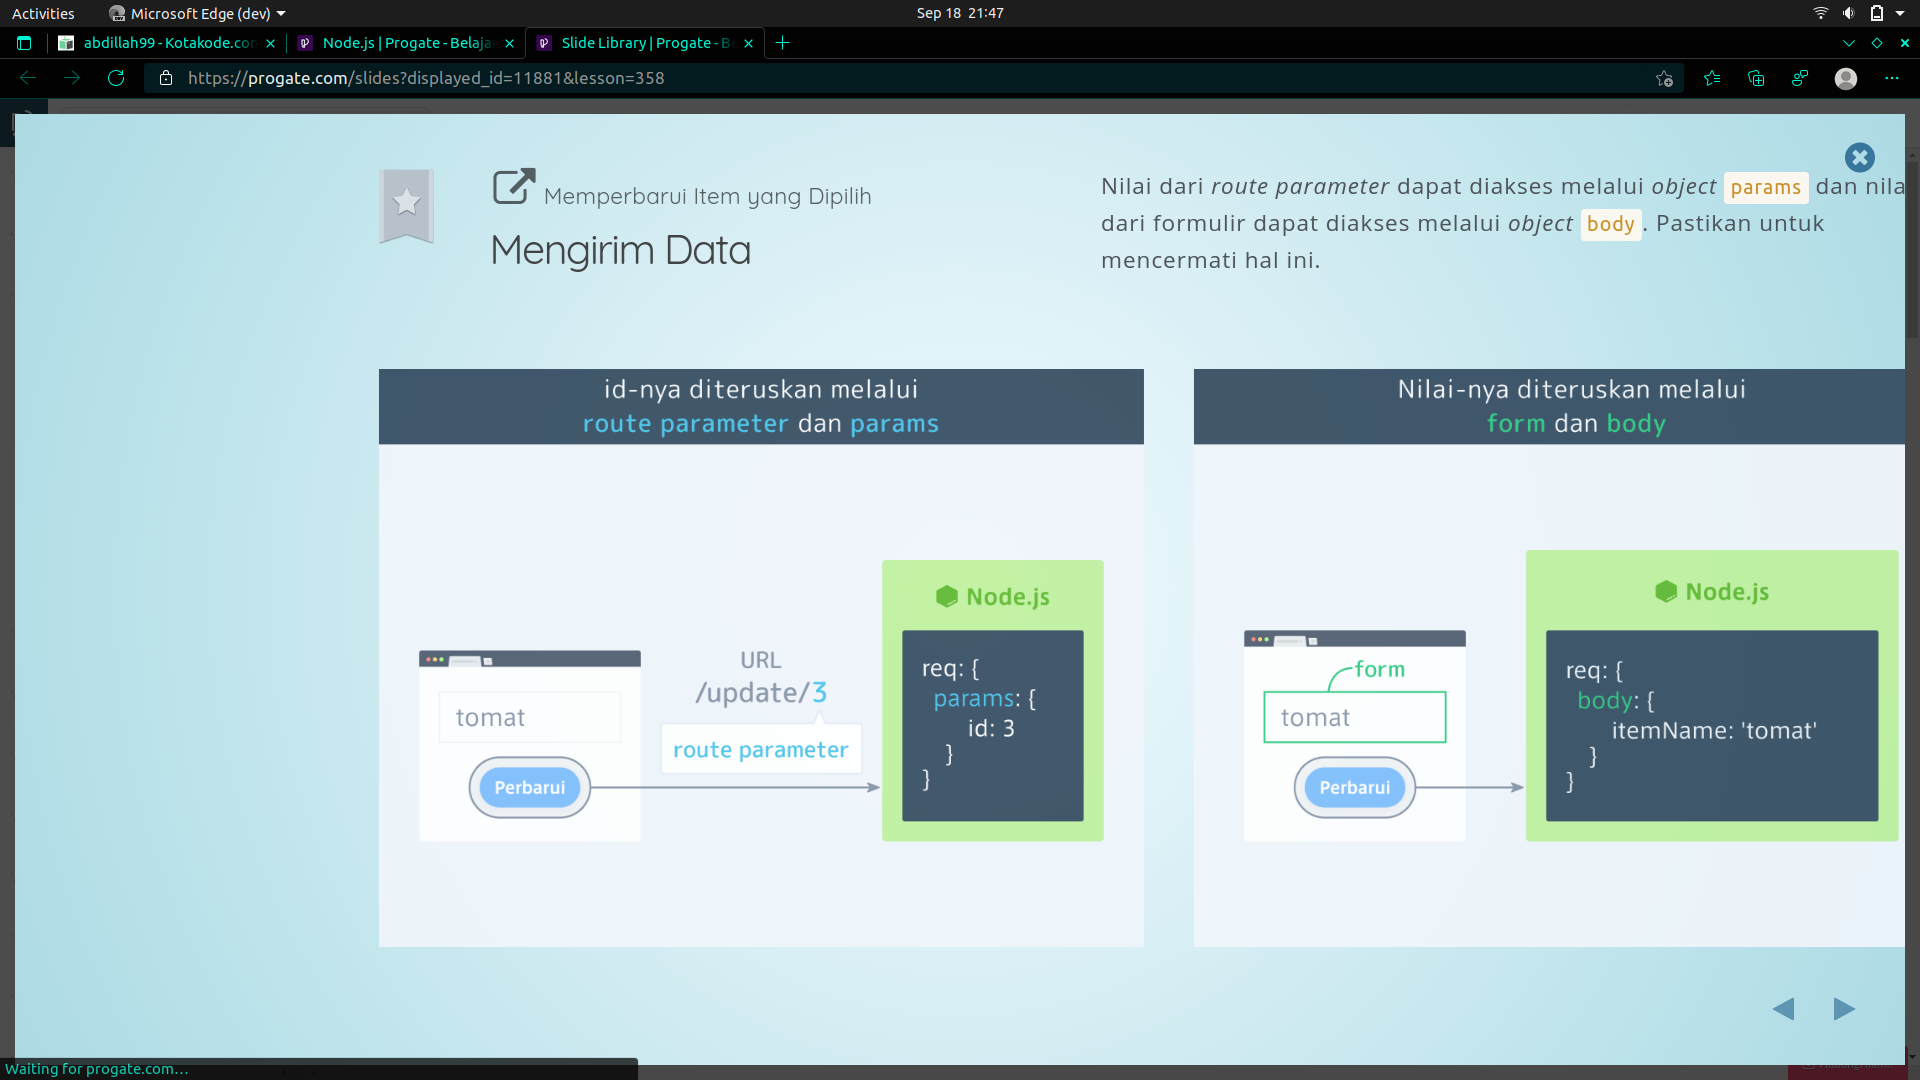 Activities
Microsoft Edge (dev)
Sep 18 21:47
abdillah99 - Kotakode.co
Node.js | Progate - Belaja
Slide Library | Progate - B
https://progate.com/slides?displayed_id=11881&lesson=358
Memperbarui Item yang Dipilih
Mengirim Data
Nilai dari route parameter dapat diakses melalui object params dan nila
dari formulir dapat diakses melalui object body. Pastikan untuk
mencermati hal ini.
id-nya diteruskan melalui
route parameter dan params
tomat
Perbarui
URL
/update/3
route parameter
Node.js
req: {
params: {
id: 3
}
}
Nilai-nya diteruskan melalui
form dan body
form
tomat
Perbarui
Node.js
req: {
body: {
itemName: 'tomat'
}
}
Waiting for progate.com...